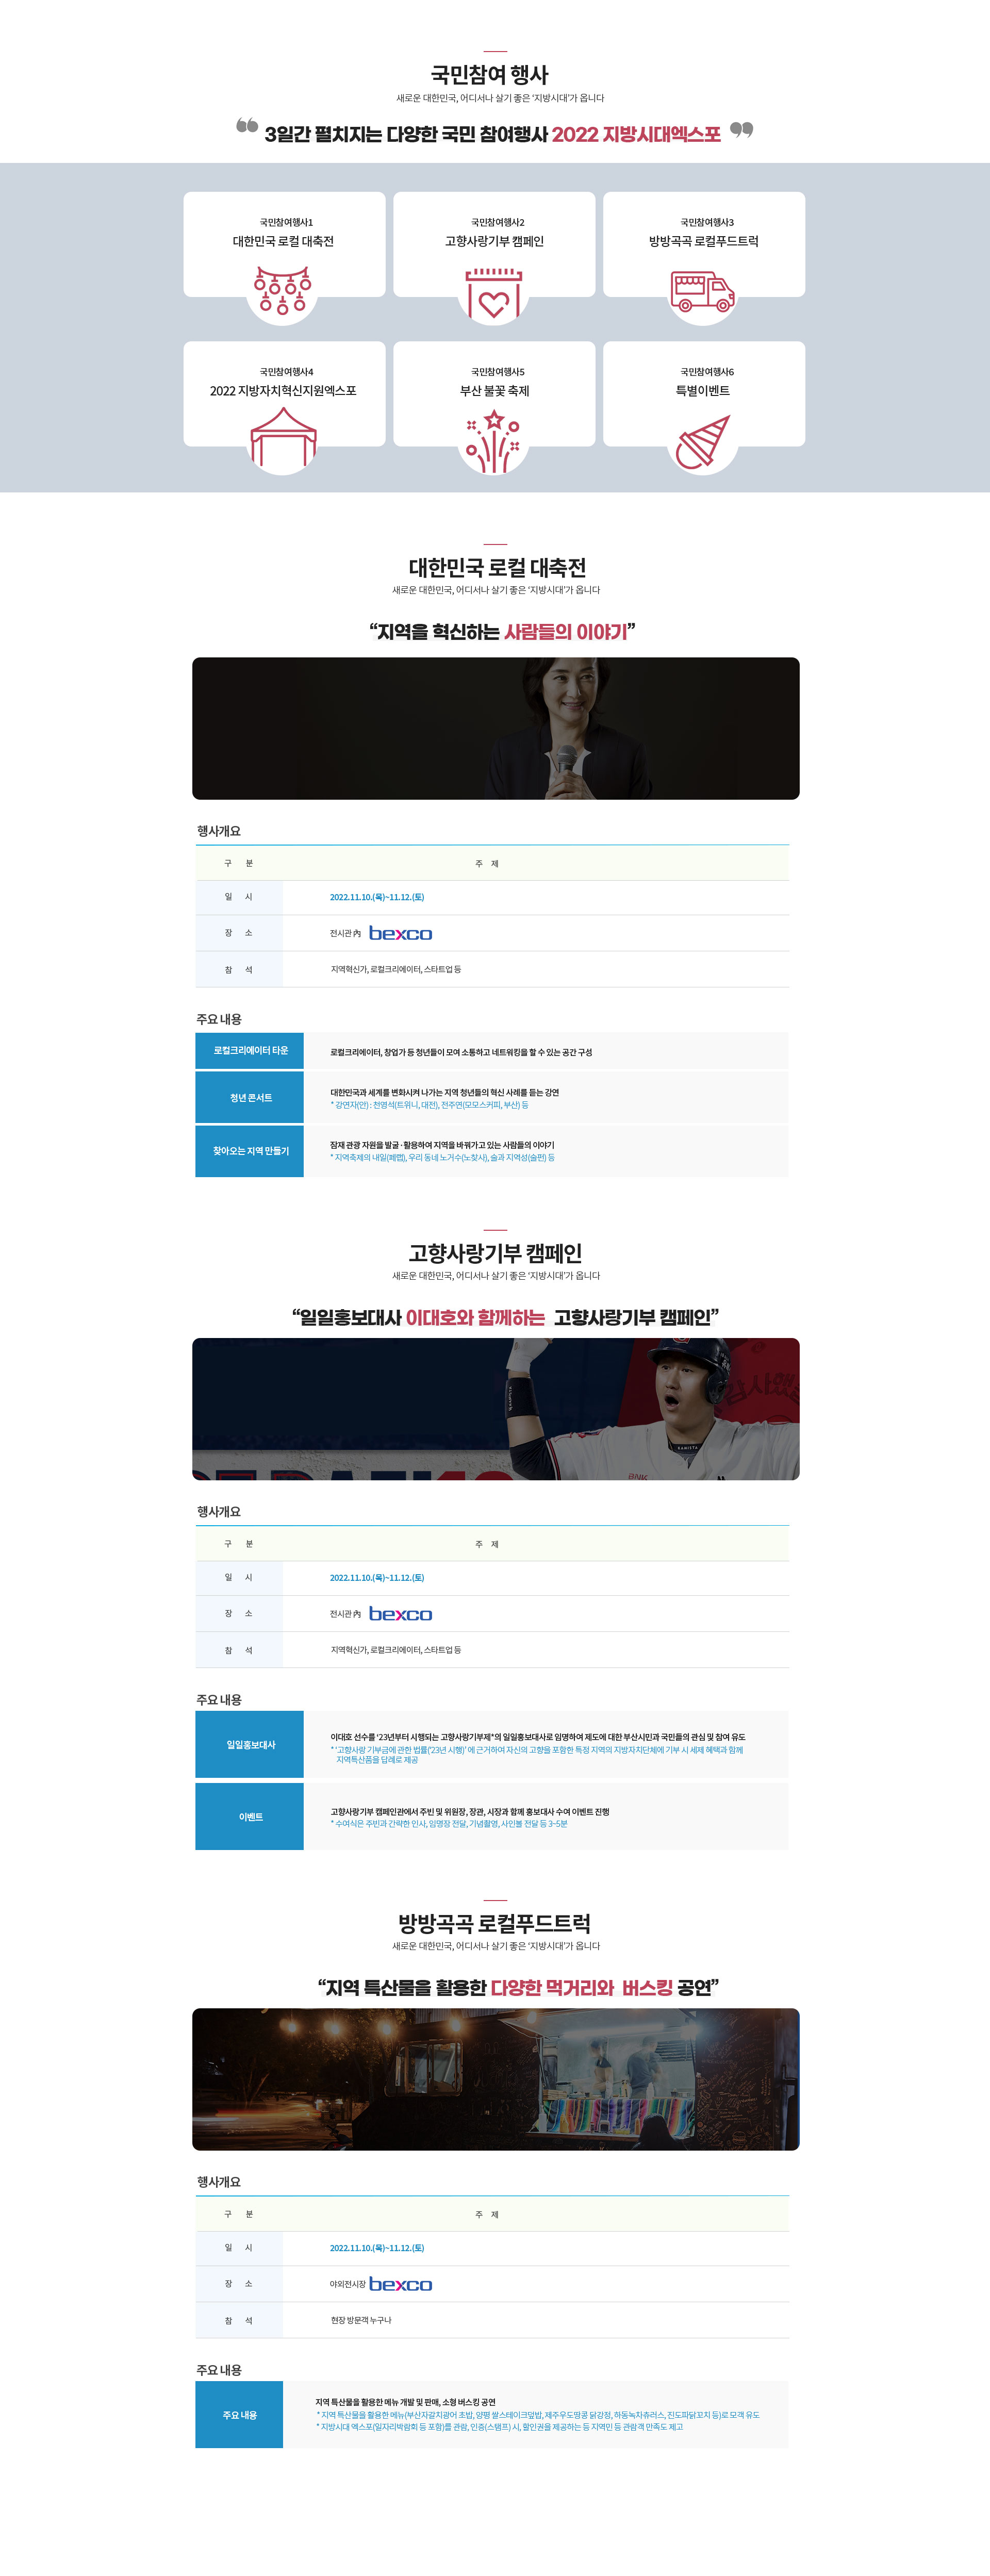 국민참여 행사
새로운 대한민국, 어디서나 살기 좋은 '지방시대'가 옵니다
“ 3일간 펼치지는 다양한 국민 참여행사 2022 지방시대엑스포 ”
국민참여행사1
대한민국 로컬 대축전
국민참여행사2
고향사랑기부 캠페인
국민참여행사3
방방곡곡 로컬푸드트럭
국민참여행사4
2022 지방자치혁신지원엑스포
국민참여행사5
부산 불꽃 축제
국민참여행사6
특별이벤트
대한민국 로컬 대축전
새로운 대한민국, 어디서나 살기 좋은 '지방시대'가 옵니다
“지역을 혁신하는 사람들의 이야기”
행사개요
구 분 주 제
일 시 2022.11.10.(목)~11.12.(토)
장 소 전시관 內 bexco
참 석 지역혁신가, 로컬크리에이터, 스타트업 등
주요 내용
로컬크리에이터 타운 로컬크리에이터, 창업가 등 청년들이 모여 소통하고 네트워킹을 할 수 있는 공간 구성
청년 콘서트 대한민국과 세계를 변화시켜 나가는 지역 청년들의 혁신 사례를 듣는 강연
* 강연자(안) : 천영석(트위니, 대전), 전주연(모모스커피, 부산) 등
찾아오는 지역 만들기 잠재 관광 자원을 발굴·활용하여 지역을 바꿔가고 있는 사람들의 이야기
* 지역축제의 내일(페랩), 우리 동네 노거수(노찾사), 술과 지역성(술펀) 등
고향사랑기부 캠페인
새로운 대한민국, 어디서나 살기 좋은 '지방시대'가 옵니다
“일일홍보대사 이대호와 함께하는 고향사랑기부 캠페인”
행사개요
구 분 주 제
일 시 2022.11.10.(목)~11.12.(토)
장 소 전시관 內 bexco
참 석 지역혁신가, 로컬크리에이터, 스타트업 등
주요 내용
일일홍보대사 이대호 선수를 '23년부터 시행되는 고향사랑기부제*의 일일홍보대사로 임명하여 제도에 대한 부산시민과 국민들의 관심 및 참여 유도
* '고향사랑 기부금에 관한 법률('23년 시행)' 에 근거하여 자신의 고향을 포함한 특정 지역의 지방자치단체에 기부 시 세제 혜택과 함께
지역특산품을 답례로 제공
이벤트 고향사랑기부 캠페인관에서 주빈 및 위원장, 장관, 시장과 함께 홍보대사 수여 이벤트 진행
* 수여식은 주빈과 간략한 인사, 임명장 전달, 기념촬영, 사인볼 전달 등 3~5분
방방곡곡 로컬푸드트럭
새로운 대한민국, 어디서나 살기 좋은 '지방시대'가 옵니다
“지역 특산물을 활용한 다양한 먹거리와 버스킹 공연”
행사개요
구 분 주 제
일 시 2022.11.10.(목)~11.12.(토)
장 소 야외전시장 bexco
참 석 현장 방문객 누구나
주요 내용
주요 내용 지역 특산물을 활용한 메뉴 개발 및 판매, 소형 버스킹 공연
* 지역 특산물을 활용한 메뉴(부산자갈치광어 초밥, 양평 쌀스테이크덮밥, 제주우도땅콩 닭강정, 하동녹차츄러스, 진도파닭꼬치 등)로 모객 유도
* 지방시대 엑스포(일자리박람회 등 포함)를 관람, 인증(스탬프) 시, 할인권을 제공하는 등 지역민 등 관람객 만족도 제고